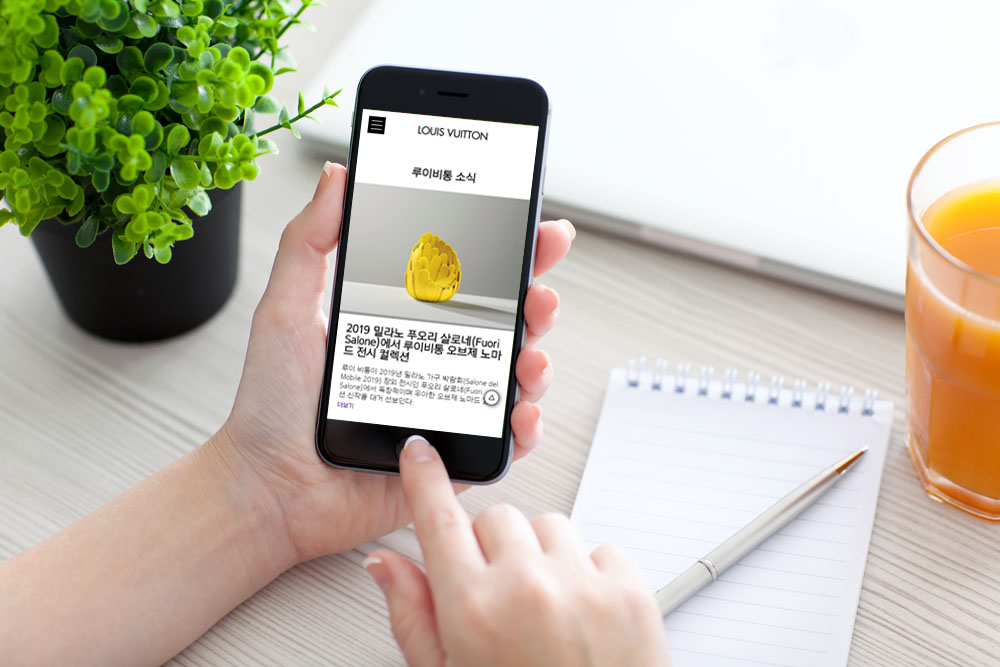 LOUIS VUITTON
루이비통 소식
2019 밀라노 푸오리 살로네(Fuori
Salone)에서 루이비통 오브제 노마
드 전시 컬렉션
루이 비통이 2019년 밀라노 가구 박람회(Salone del
Mobile 2019) 장외 전시인 푸오리 살로네(Fuori
Salone)에서 독창적이며 우아한 오브제 노마드
션 신작을 대거 선보인다.
더보기